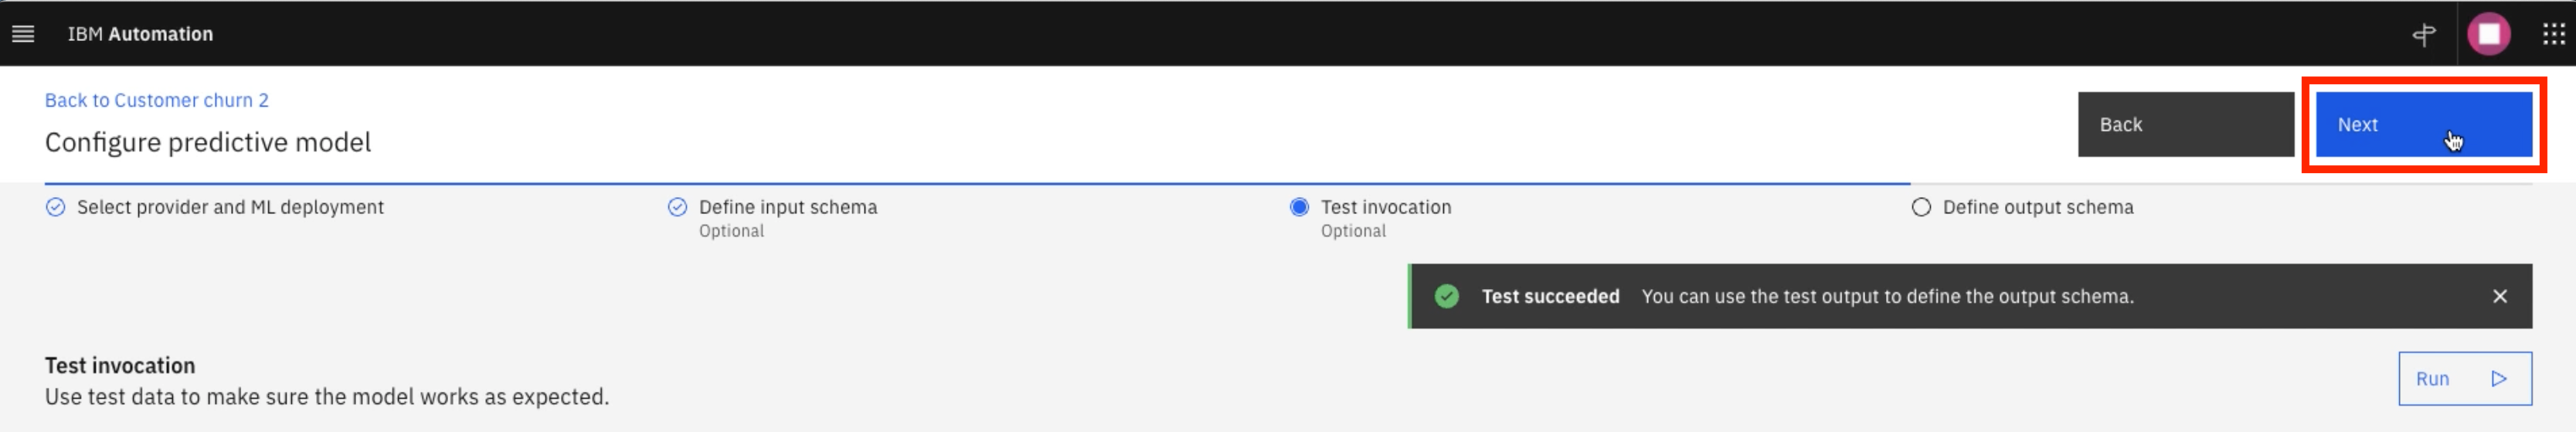 IBM Automation
Back to Customer churn 2
Configure predictive model
Back
Next
Select provider and ML deployment
Define input schema
Optional
Test invocation
Optional
Define output schema
Test succeeded You can use the test output to define the output schema.
Test invocation
Use test data to make sure the model works as expected.
Run